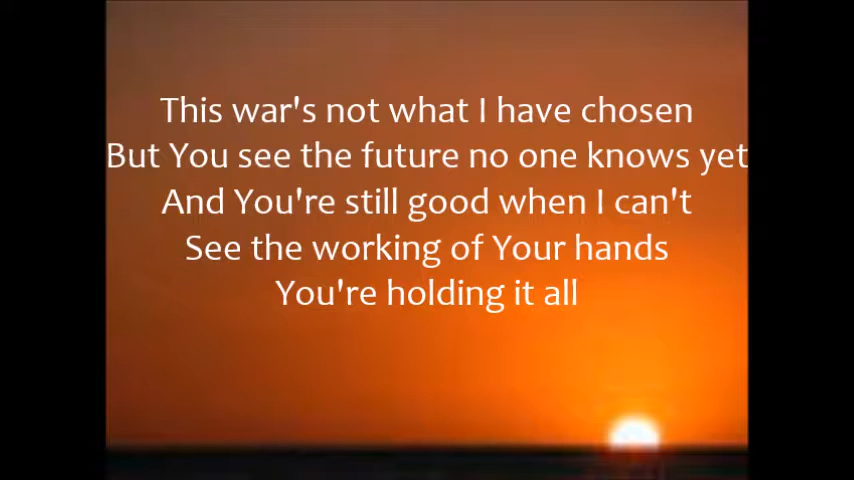 This war's not what I have chosen
But You see the future no one knows yet
And You're still good when I can't
See the working of Your hands
You're holding it all